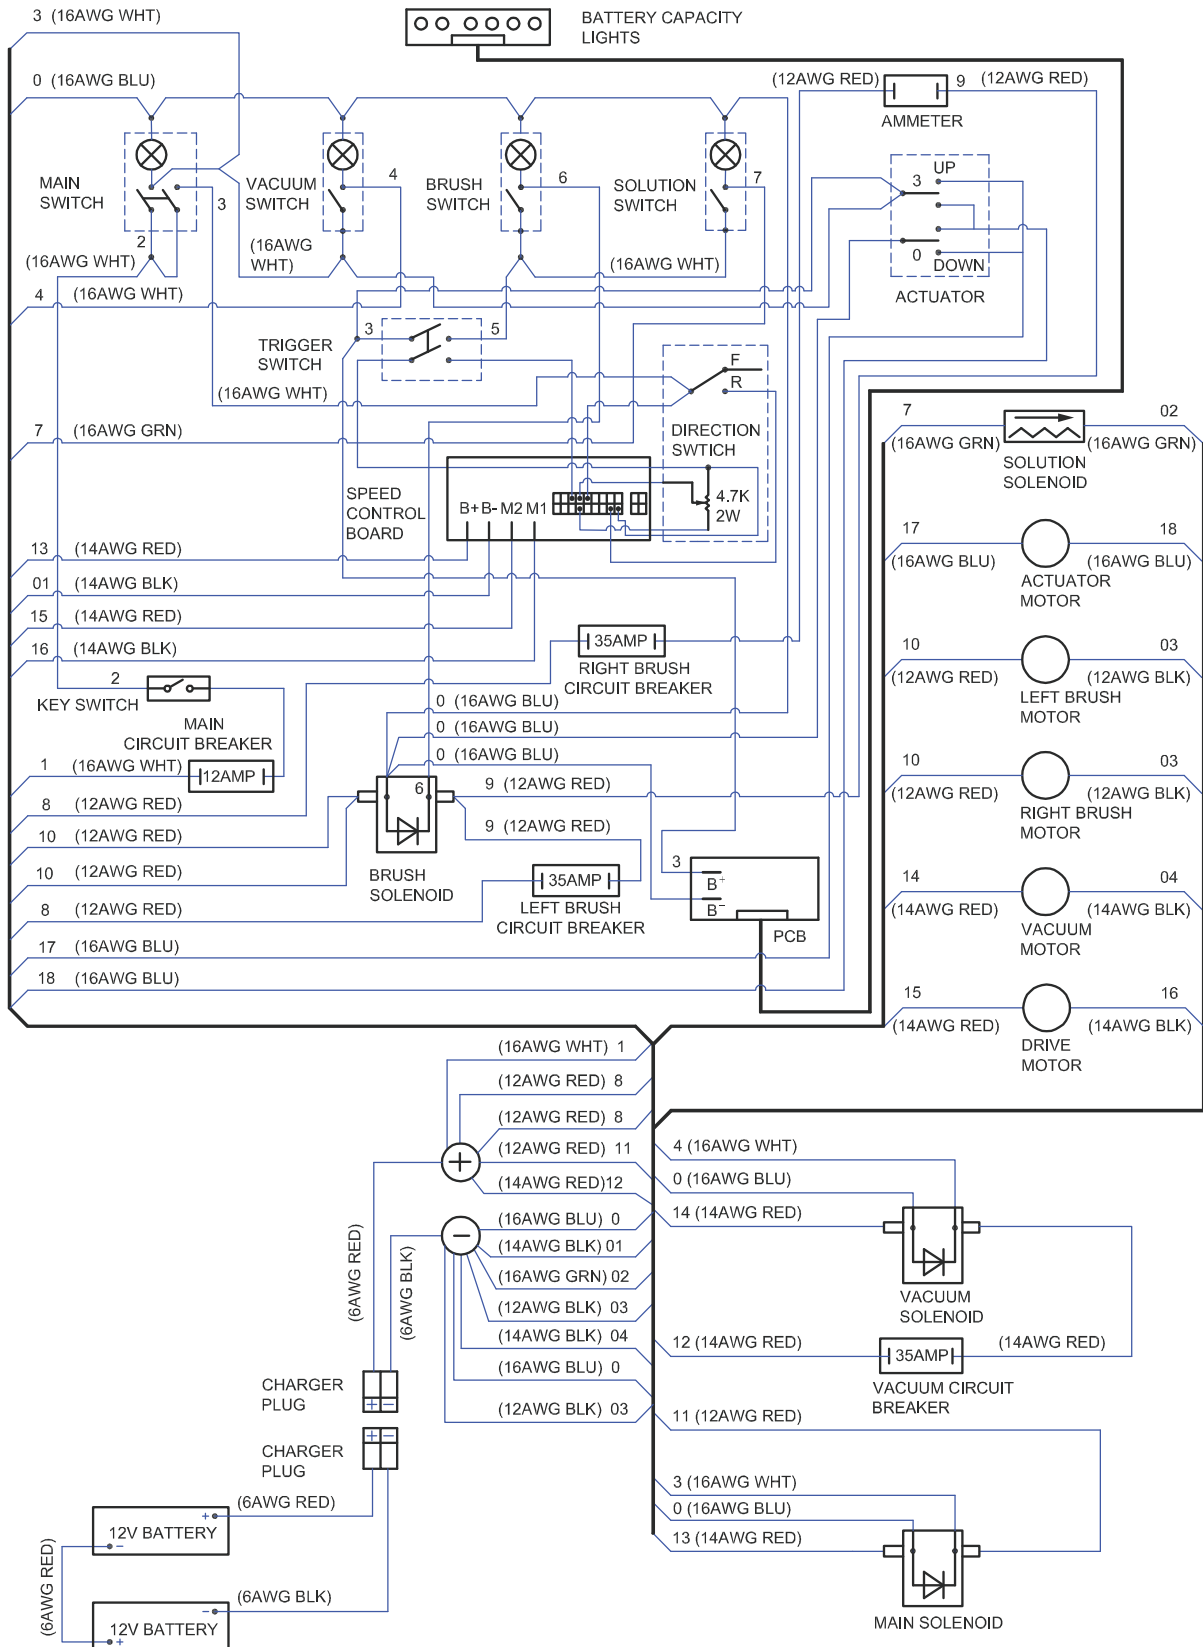 3 (16AWG WHT)
BATTERY CAPACITY
LIGHTS
0 (16AWG BLU)
(12AWG RED)
9 (12AWG RED)
AMMETER
MAIN
SWITCH
3
2
(16AWG WHT)
VACUUM
SWITCH
4
(16AWG
WHT)
BRUSH
SWITCH
6
SOLUTION
SWITCH
7
(16AWG WHT)
UP
3
0
DOWN
ACTUATOR
4 (16AWG WHT)
TRIGGER
SWITCH
3
5
(16AWG WHT)
F
R
DIRECTION
SWTICH
4.7K
2W
7 (16AWG GRN)
SPEED
CONTROL
BOARD
B+ B- M2 M1
13 (14AWG RED)
01 (14AWG BLK)
15 (14AWG RED)
16 (14AWG BLK)
35AMP
RIGHT BRUSH
CIRCUIT BREAKER
2
KEY SWITCH
MAIN
CIRCUIT BREAKER
12AMP
1 (16AWG WHT)
0 (16AWG BLU)
0 (16AWG BLU)
0 (16AWG BLU)
8 (12AWG RED)
10 (12AWG RED)
10 (12AWG RED)
8 (12AWG RED)
17 (16AWG BLU)
18 (16AWG BLU)
6
BRUSH
SOLENOID
9 (12AWG RED)
9 (12AWG RED)
35AMP
LEFT BRUSH
CIRCUIT BREAKER
3
B+
B-
PCB
7
(16AWG GRN)
02
(16AWG GRN)
SOLUTION
SOLENOID
17
(16AWG BLU)
18
(16AWG BLU)
ACTUATOR
MOTOR
10
(12AWG RED)
03
(12AWG BLK)
LEFT BRUSH
MOTOR
10
(12AWG RED)
03
(12AWG BLK)
RIGHT BRUSH
MOTOR
14
(14AWG RED)
04
(14AWG BLK)
VACUUM
MOTOR
15
(14AWG RED)
16
(14AWG BLK)
DRIVE
MOTOR
(16AWG WHT) 1
(12AWG RED) 8
(12AWG RED) 8
(12AWG RED) 11
(14AWG RED)12
+
(16AWG BLU) 0
(14AWG BLK) 01
(16AWG GRN) 02
(12AWG BLK) 03
(14AWG BLK) 04
(16AWG BLU) 0
(12AWG BLK) 03
−
(6AWG RED)
(6AWG BLK)
4 (16AWG WHT)
0 (16AWG BLU)
14 (14AWG RED)
VACUUM
SOLENOID
12 (14AWG RED)
35AMP
(14AWG RED)
VACUUM CIRCUIT
BREAKER
11 (12AWG RED)
3 (16AWG WHT)
0 (16AWG BLU)
13 (14AWG RED)
MAIN SOLENOID
CHARGER
PLUG
+ −
CHARGER
PLUG
+ −
(6AWG RED)
12V BATTERY
+
−
(6AWG RED)
(6AWG BLK)
12V BATTERY
−
+